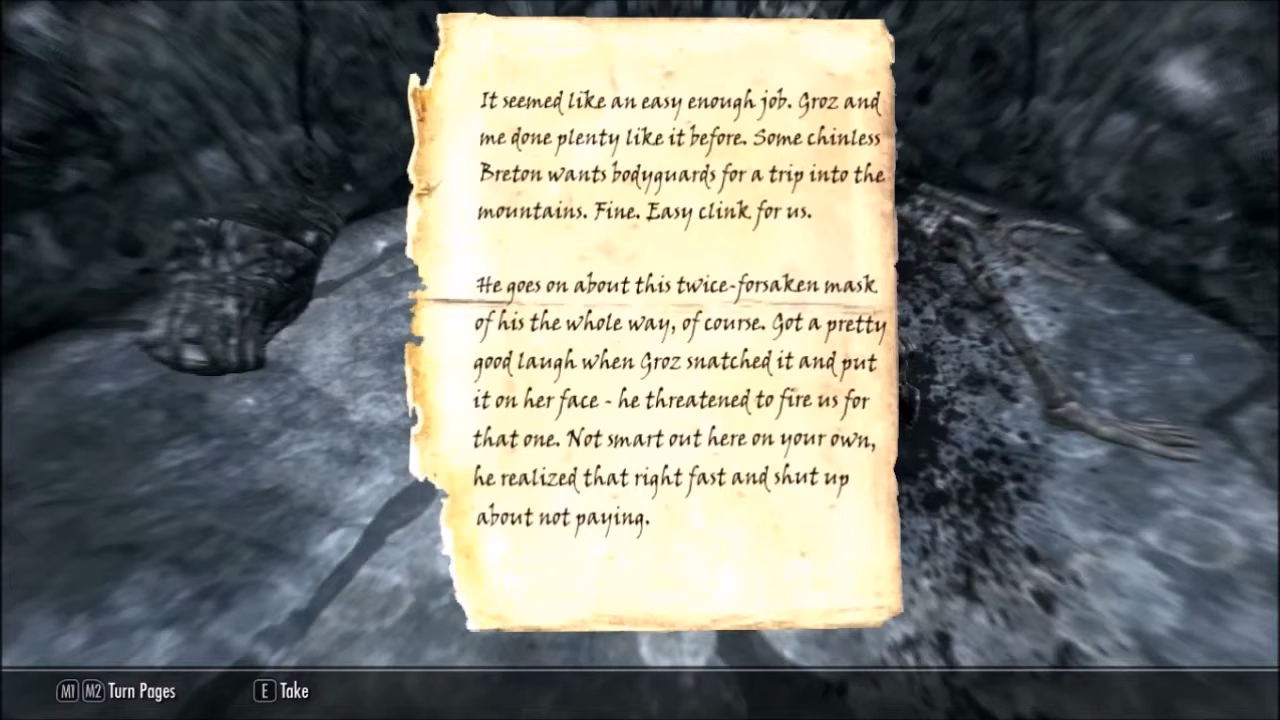 It seemed like an easy enough job. Groz and
me done plenty like it before. Some chinless
Breton wants bodyguards for a trip into the
mountains. Fine. Easy clink for us.
He goes on about this twice-forsaken mask
of his the whole way, of course. Got a pretty
good laugh when Groz snatched it and put
it on her face - he threatened to fire us for
that one. Not smart out here on your own,
he realized that right fast and shut up
about not paying.
M1 M2 Turn Pages E Take